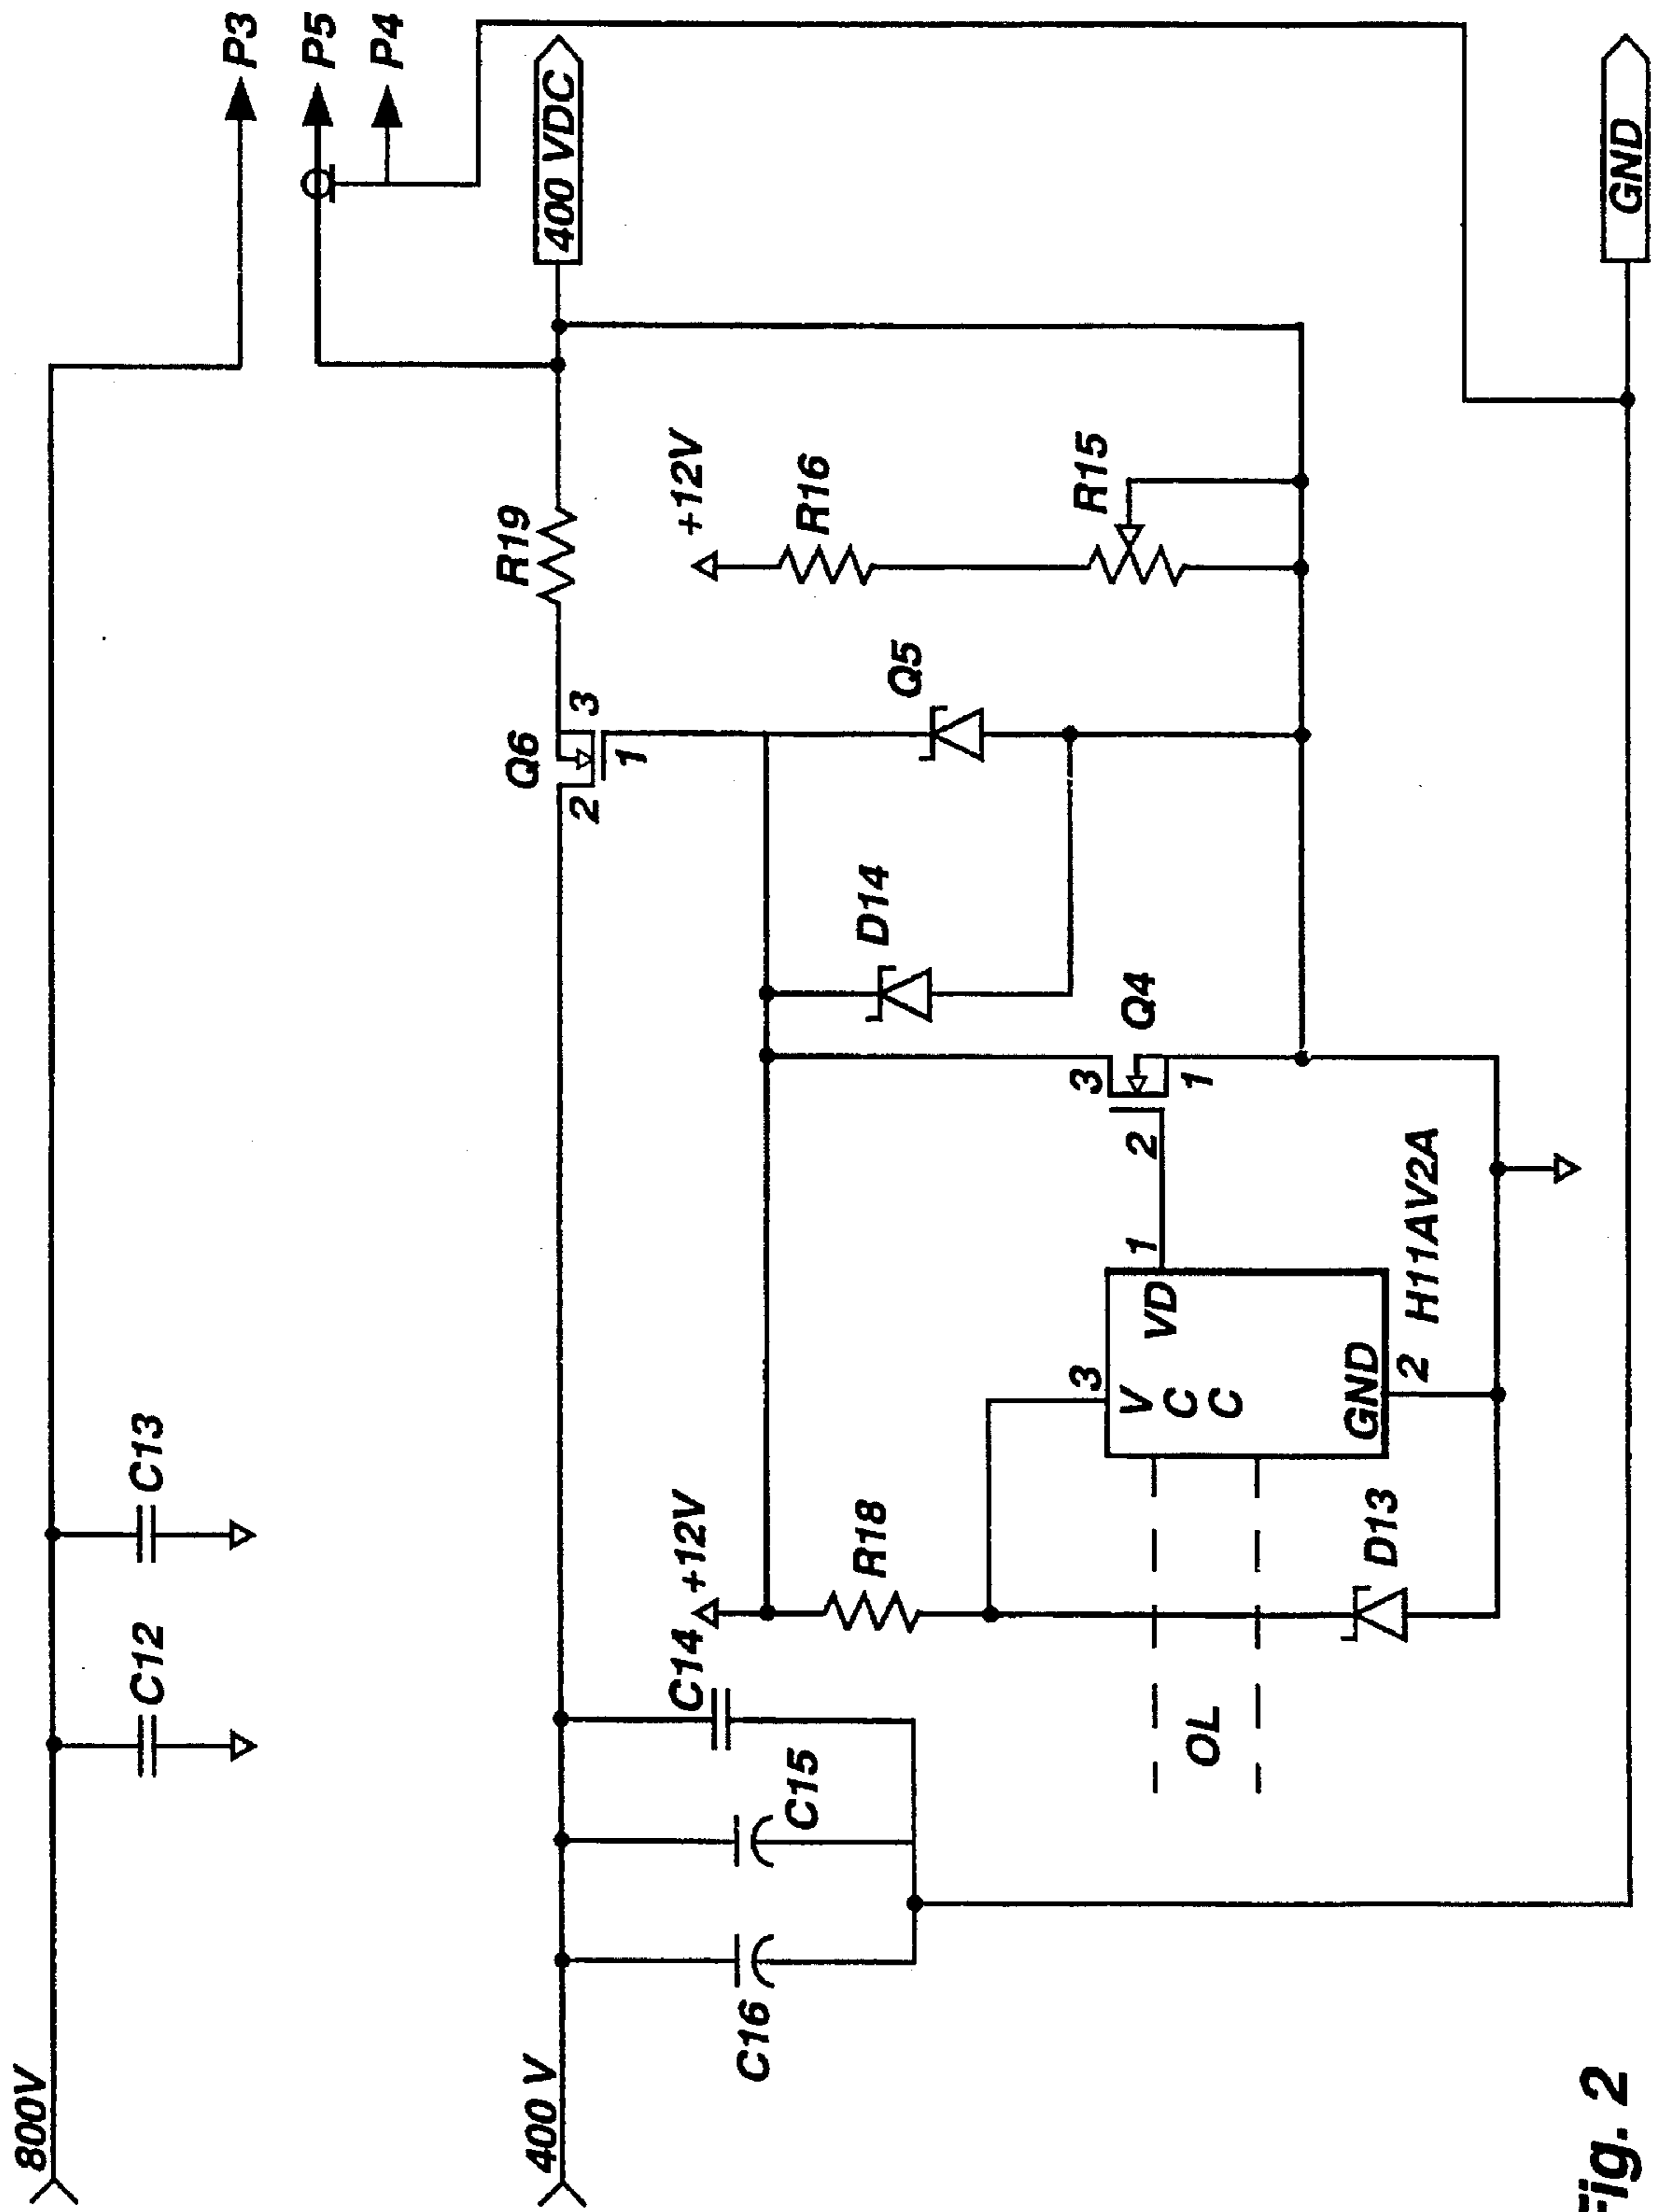 800V
C12
C13
P3
P5
P4
400 V
C16
C15
C14
+12V
R18
Q6
2
3
1
R19
400 VDC
+12V
R16
R15
D14
Q5
3
2
1
Q4
3
V
C
C
VD
1
GND
2
H11AV2A
OL
D13
GND
Fig. 2